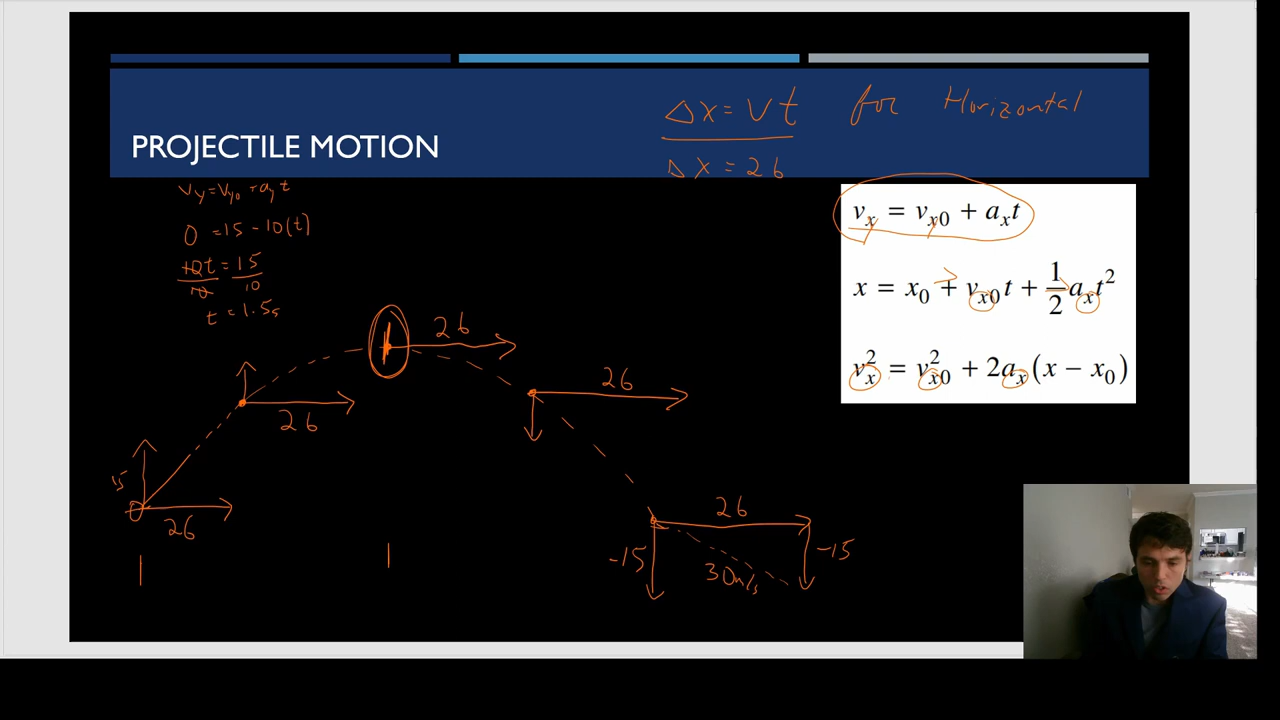 Δx = Vt for Horizontal
Δx = 26
PROJECTILE MOTION
Vy = Vy0 + ay t
0 = 15 - 10(t)
10t = 15
10 10
t = 1.5s
vₓ = vₓ₀ + aₓt
x = x₀ + vₓ₀t + 1/2 aₓt²
vₓ² = vₓ₀² + 2aₓ(x − x₀)
26
26
26
15
26
26
-15
-15
30m/s